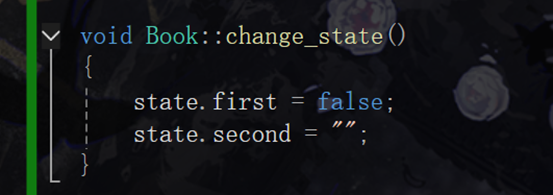 void Book::change_state()
{
state.first = false;
state.second = "";
}